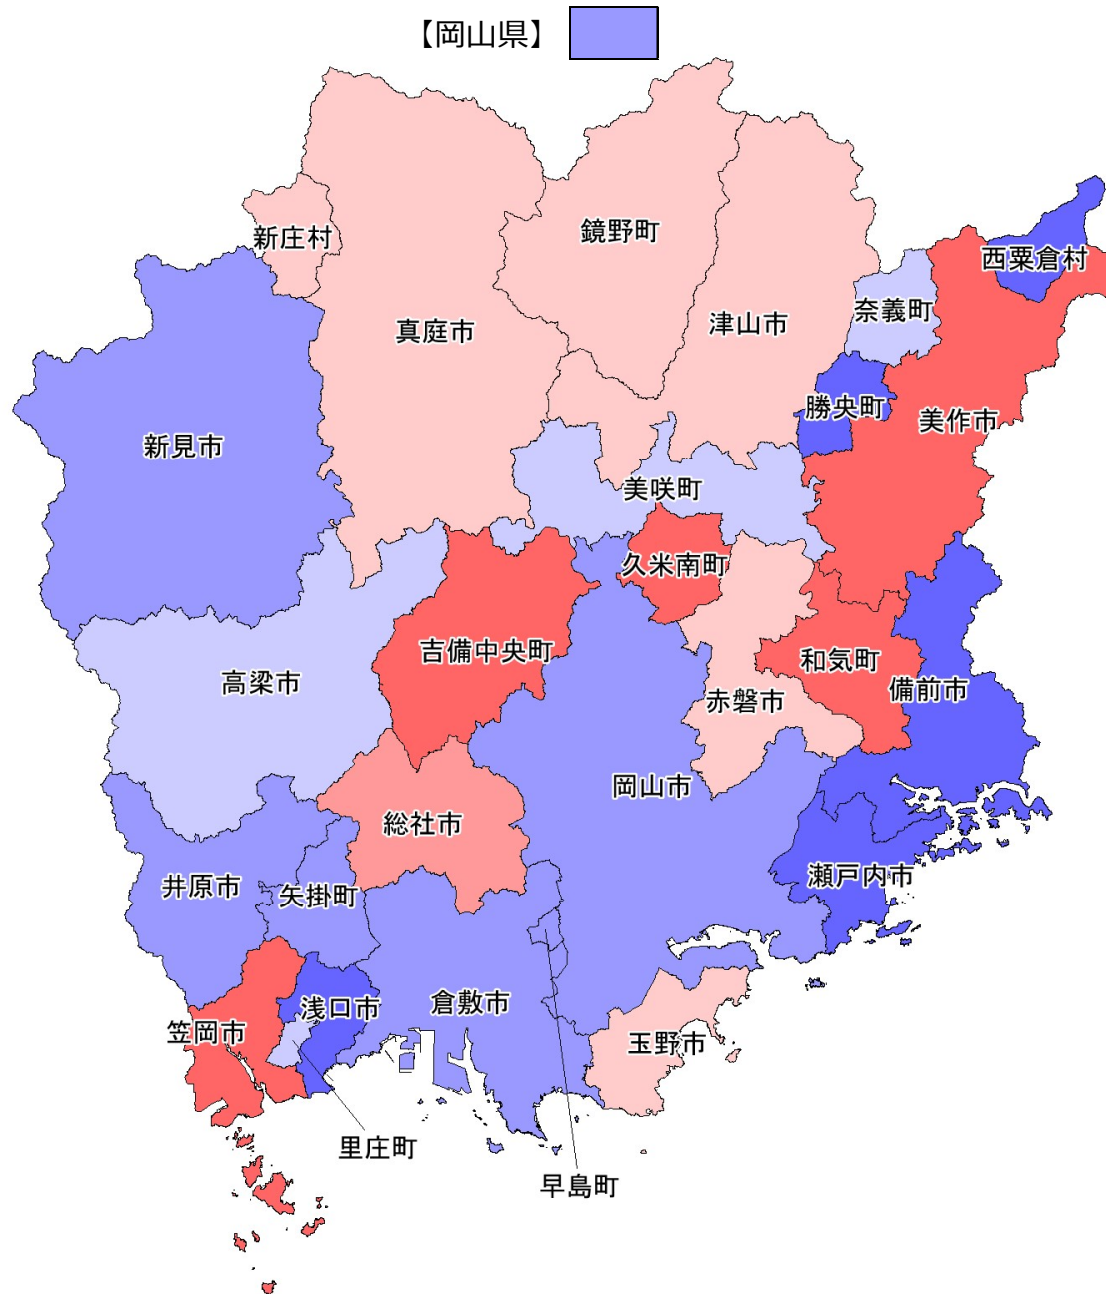 【岡山県】
新庄村
鏡野町
西粟倉村
奈義町
真庭市
津山市
勝央町
美作市
新見市
美咲町
久米南町
吉備中央町
和気町
高梁市
備前市
赤磐市
岡山市
総社市
瀬戸内市
井原市
矢掛町
浅口市
倉敷市
笠岡市
玉野市
里庄町
早島町